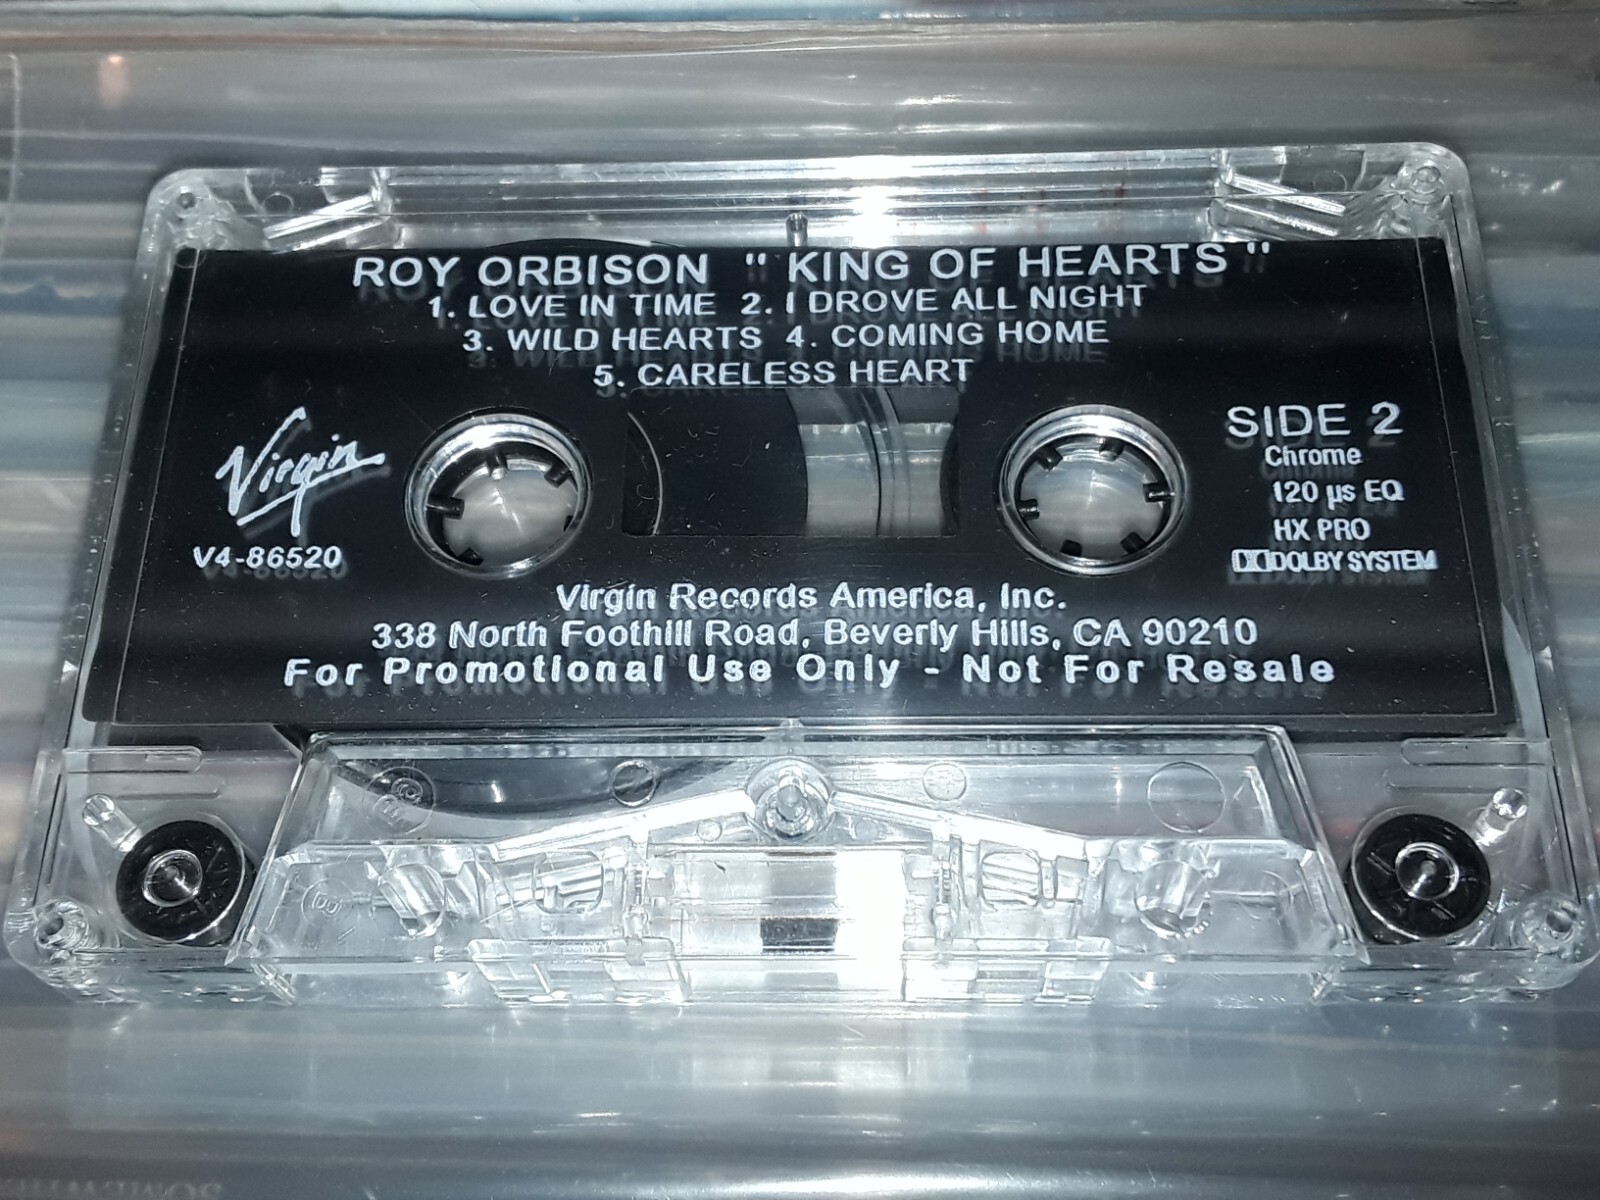 ROY ORBISON " KING OF HEARTS "
1. LOVE IN TIME 2. I DROVE ALL NIGHT
3. WILD HEARTS 4. COMING HOME
5. CARELESS HEART
Virgin
V4-86520
SIDE 2
Chrome
120 µs EQ
HX PRO
DOLBY SYSTEM
Virgin Records America, Inc.
338 North Foothill Road, Beverly Hills, CA 90210
For Promotional Use Only - Not For Resale